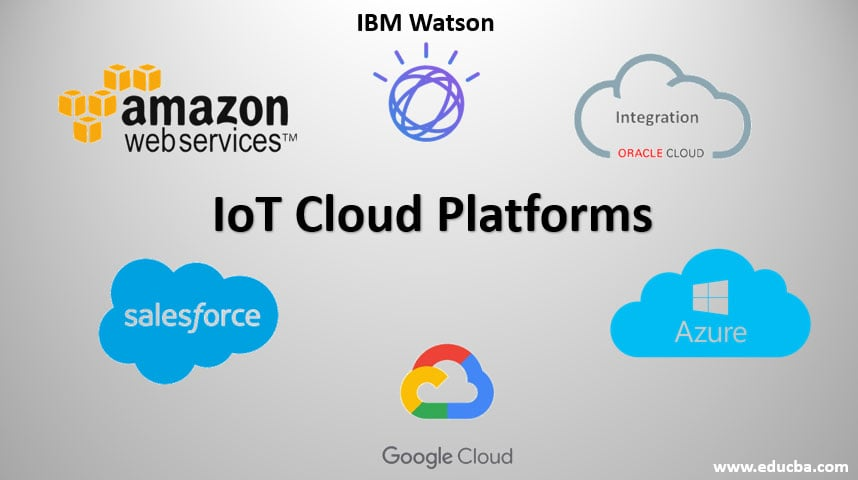 IBM Watson
amazon
webservices™
Integration
ORACLE CLOUD
IoT Cloud Platforms
salesforce
Azure
Google Cloud
www.educba.com